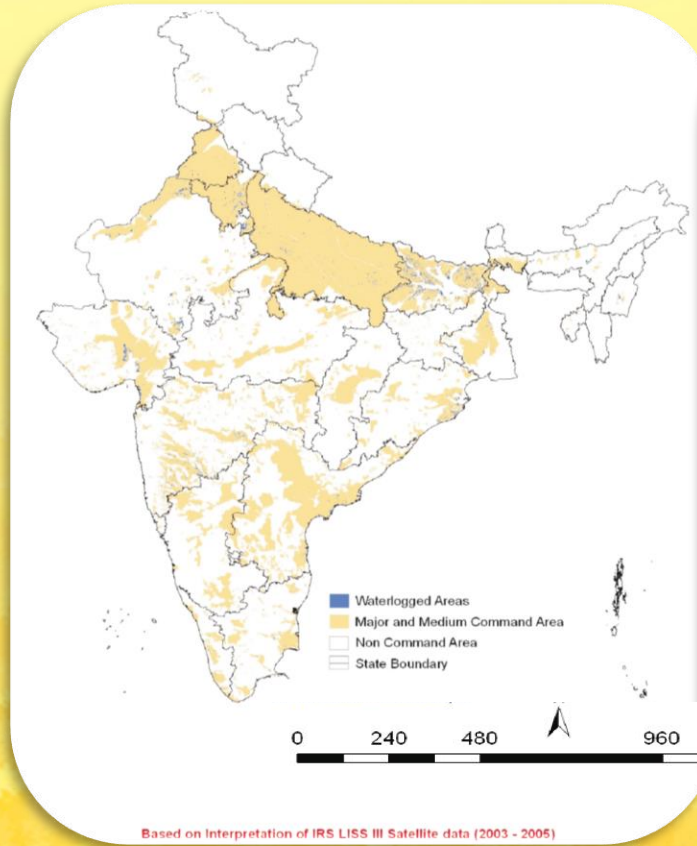 Waterlogged Areas
Major and Medium Command Area
Non Command Area
State Boundary
0 240 480 960
Based on Interpretation of IRS LISS III Satellite data (2003 - 2005)